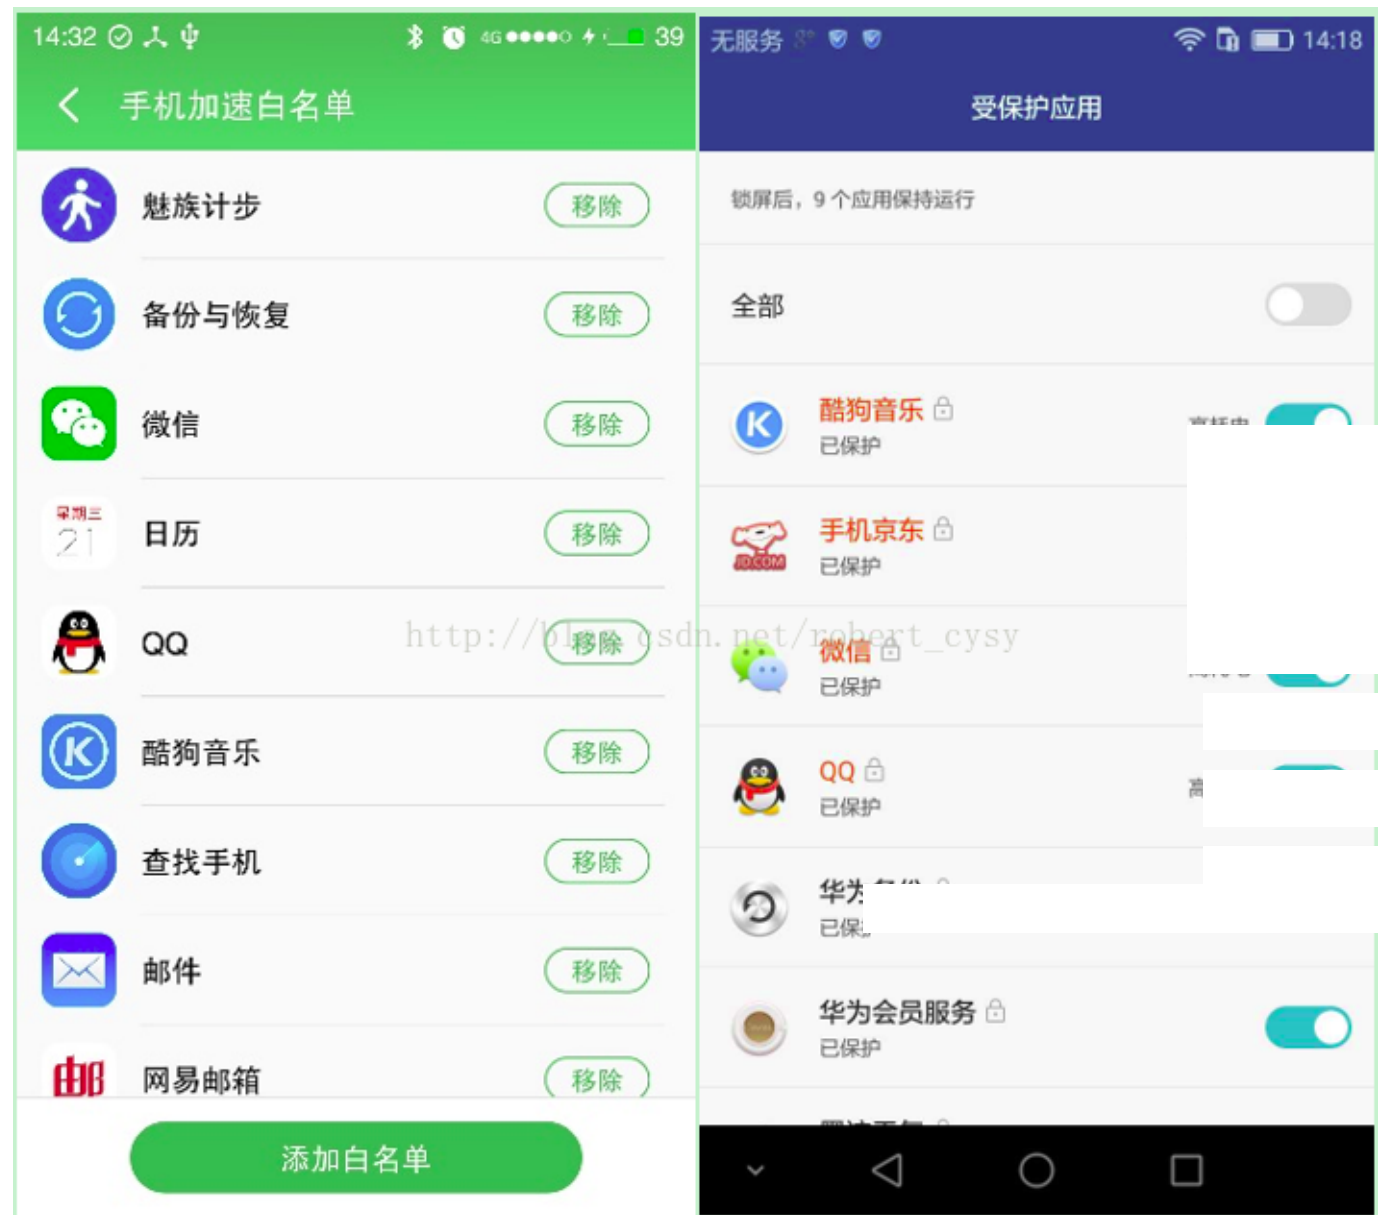 14:32
4G
39
手机加速白名单
魅族计步
移除
备份与恢复
移除
微信
移除
星期三
21
日历
移除
QQ
移除
酷狗音乐
移除
查找手机
移除
邮件
移除
邮
网易邮箱
移除
添加白名单
http://blog.csdn.net/robert_cysy
无服务
14:18
受保护应用
锁屏后，9 个应用保持运行
全部
K
酷狗音乐
已保护
JD.COM
手机京东
已保护
微信
已保护
QQ
已保护
高
华为
已保
华为会员服务
已保护